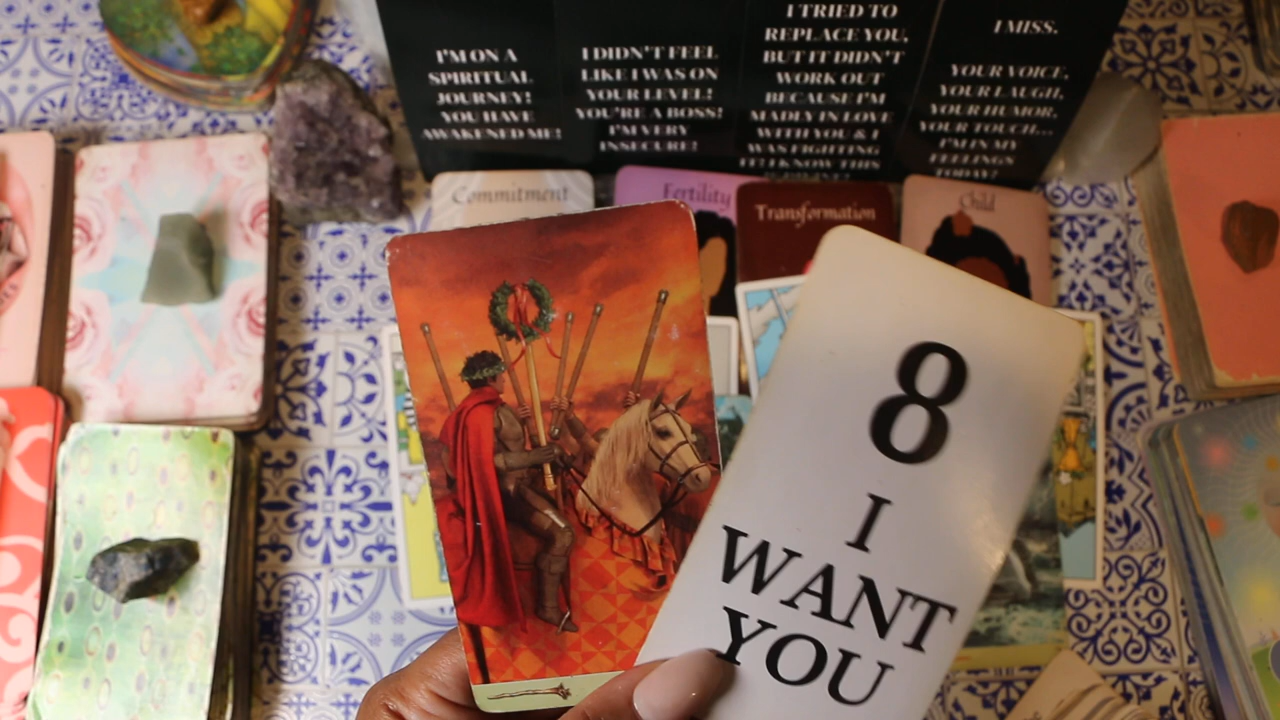 I'M ON A
SPIRITUAL
JOURNEY!
YOU HAVE
AWAKENED ME!
I DIDN'T FEEL
LIKE I WAS ON
YOUR LEVEL!
YOU'RE A BOSS!
I'M VERY
INSECURE!
I TRIED TO
REPLACE YOU,
BUT IT DIDN'T
WORK OUT
BECAUSE I'M
MADLY IN LOVE
WITH YOU & I
WAS FIGHTING
IT! I KNOW THIS
I MISS.
YOUR VOICE,
YOUR LAUGH,
YOUR HUMOR,
YOUR TOUCH...
I'M IN MY
FEELINGS
TODAY!
Commitment
Fertility
Transformation
Child
8
I
WANT
YOU